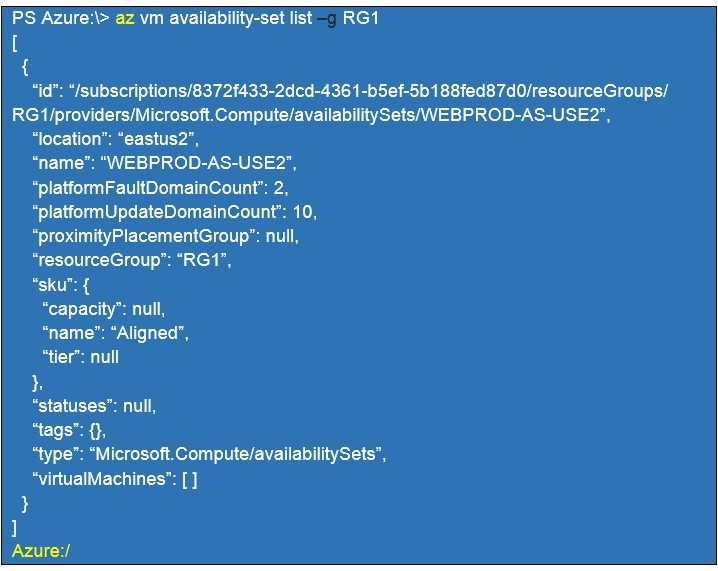 PS Azure:\> az vm availability-set list –g RG1
[
{
“id”: “/subscriptions/8372f433-2dcd-4361-b5ef-5b188fed87d0/resourceGroups/
RG1/providers/Microsoft.Compute/availabilitySets/WEBPROD-AS-USE2”,
“location”: “eastus2”,
“name”: “WEBPROD-AS-USE2”,
“platformFaultDomainCount”: 2,
“platformUpdateDomainCount”: 10,
“proximityPlacementGroup”: null,
“resourceGroup”: “RG1”,
“sku”: {
“capacity”: null,
“name”: “Aligned”,
“tier”: null
},
“statuses”: null,
“tags”: {},
“type”: “Microsoft.Compute/availabilitySets”,
“virtualMachines”: [ ]
}
]
Azure:/